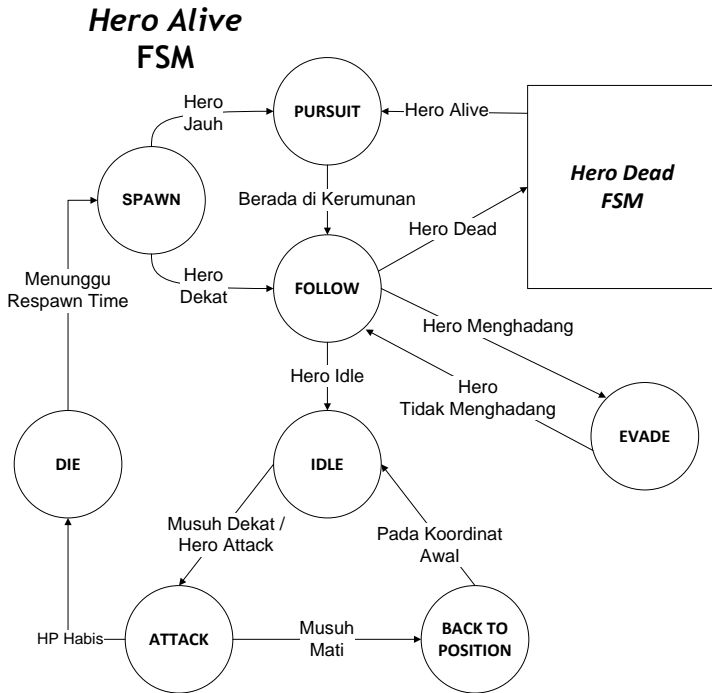 Hero Alive
FSM
Hero
Jauh
PURSUIT
Hero Alive
Hero Dead
FSM
SPAWN
Berada di Kerumunan
Hero Dead
Hero
Dekat
FOLLOW
Menunggu
Respawn Time
Hero Menghadang
Hero Idle
Hero
Tidak Menghadang
EVADE
DIE
IDLE
Musuh Dekat /
Hero Attack
Pada Koordinat
Awal
HP Habis
ATTACK
Musuh
Mati
BACK TO
POSITION